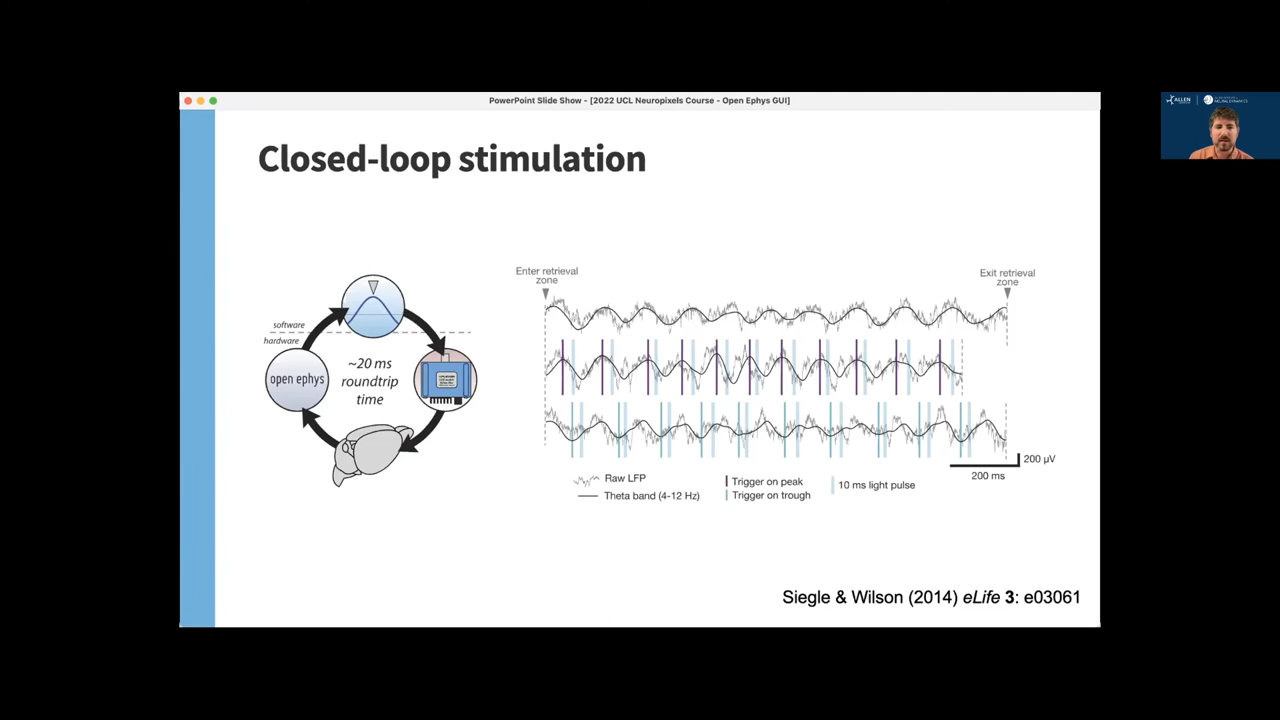 PowerPoint Slide Show - [2022 UCL Neuropixels Course - Open Ephys GUI]
Closed-loop stimulation
software
hardware
open ephys
~20 ms
roundtrip
time
Enter retrieval
zone
Exit retrieval
zone
200 µV
200 ms
Raw LFP
Theta band (4-12 Hz)
Trigger on peak
Trigger on trough
10 ms light pulse
Siegle & Wilson (2014) eLife 3: e03061
ALLEN